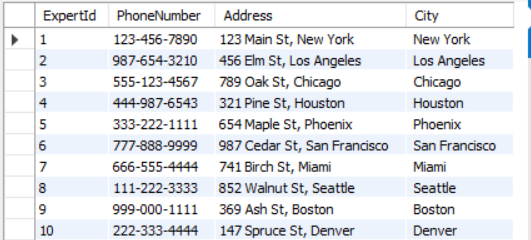 ExpertId PhoneNumber Address City
1 123-456-7890 123 Main St, New York New York
2 987-654-3210 456 Elm St, Los Angeles Los Angeles
3 555-123-4567 789 Oak St, Chicago Chicago
4 444-987-6543 321 Pine St, Houston Houston
5 333-222-1111 654 Maple St, Phoenix Phoenix
6 777-888-9999 987 Cedar St, San Francisco San Francisco
7 666-555-4444 741 Birch St, Miami Miami
8 111-222-3333 852 Walnut St, Seattle Seattle
9 999-000-1111 369 Ash St, Boston Boston
10 222-333-4444 147 Spruce St, Denver Denver